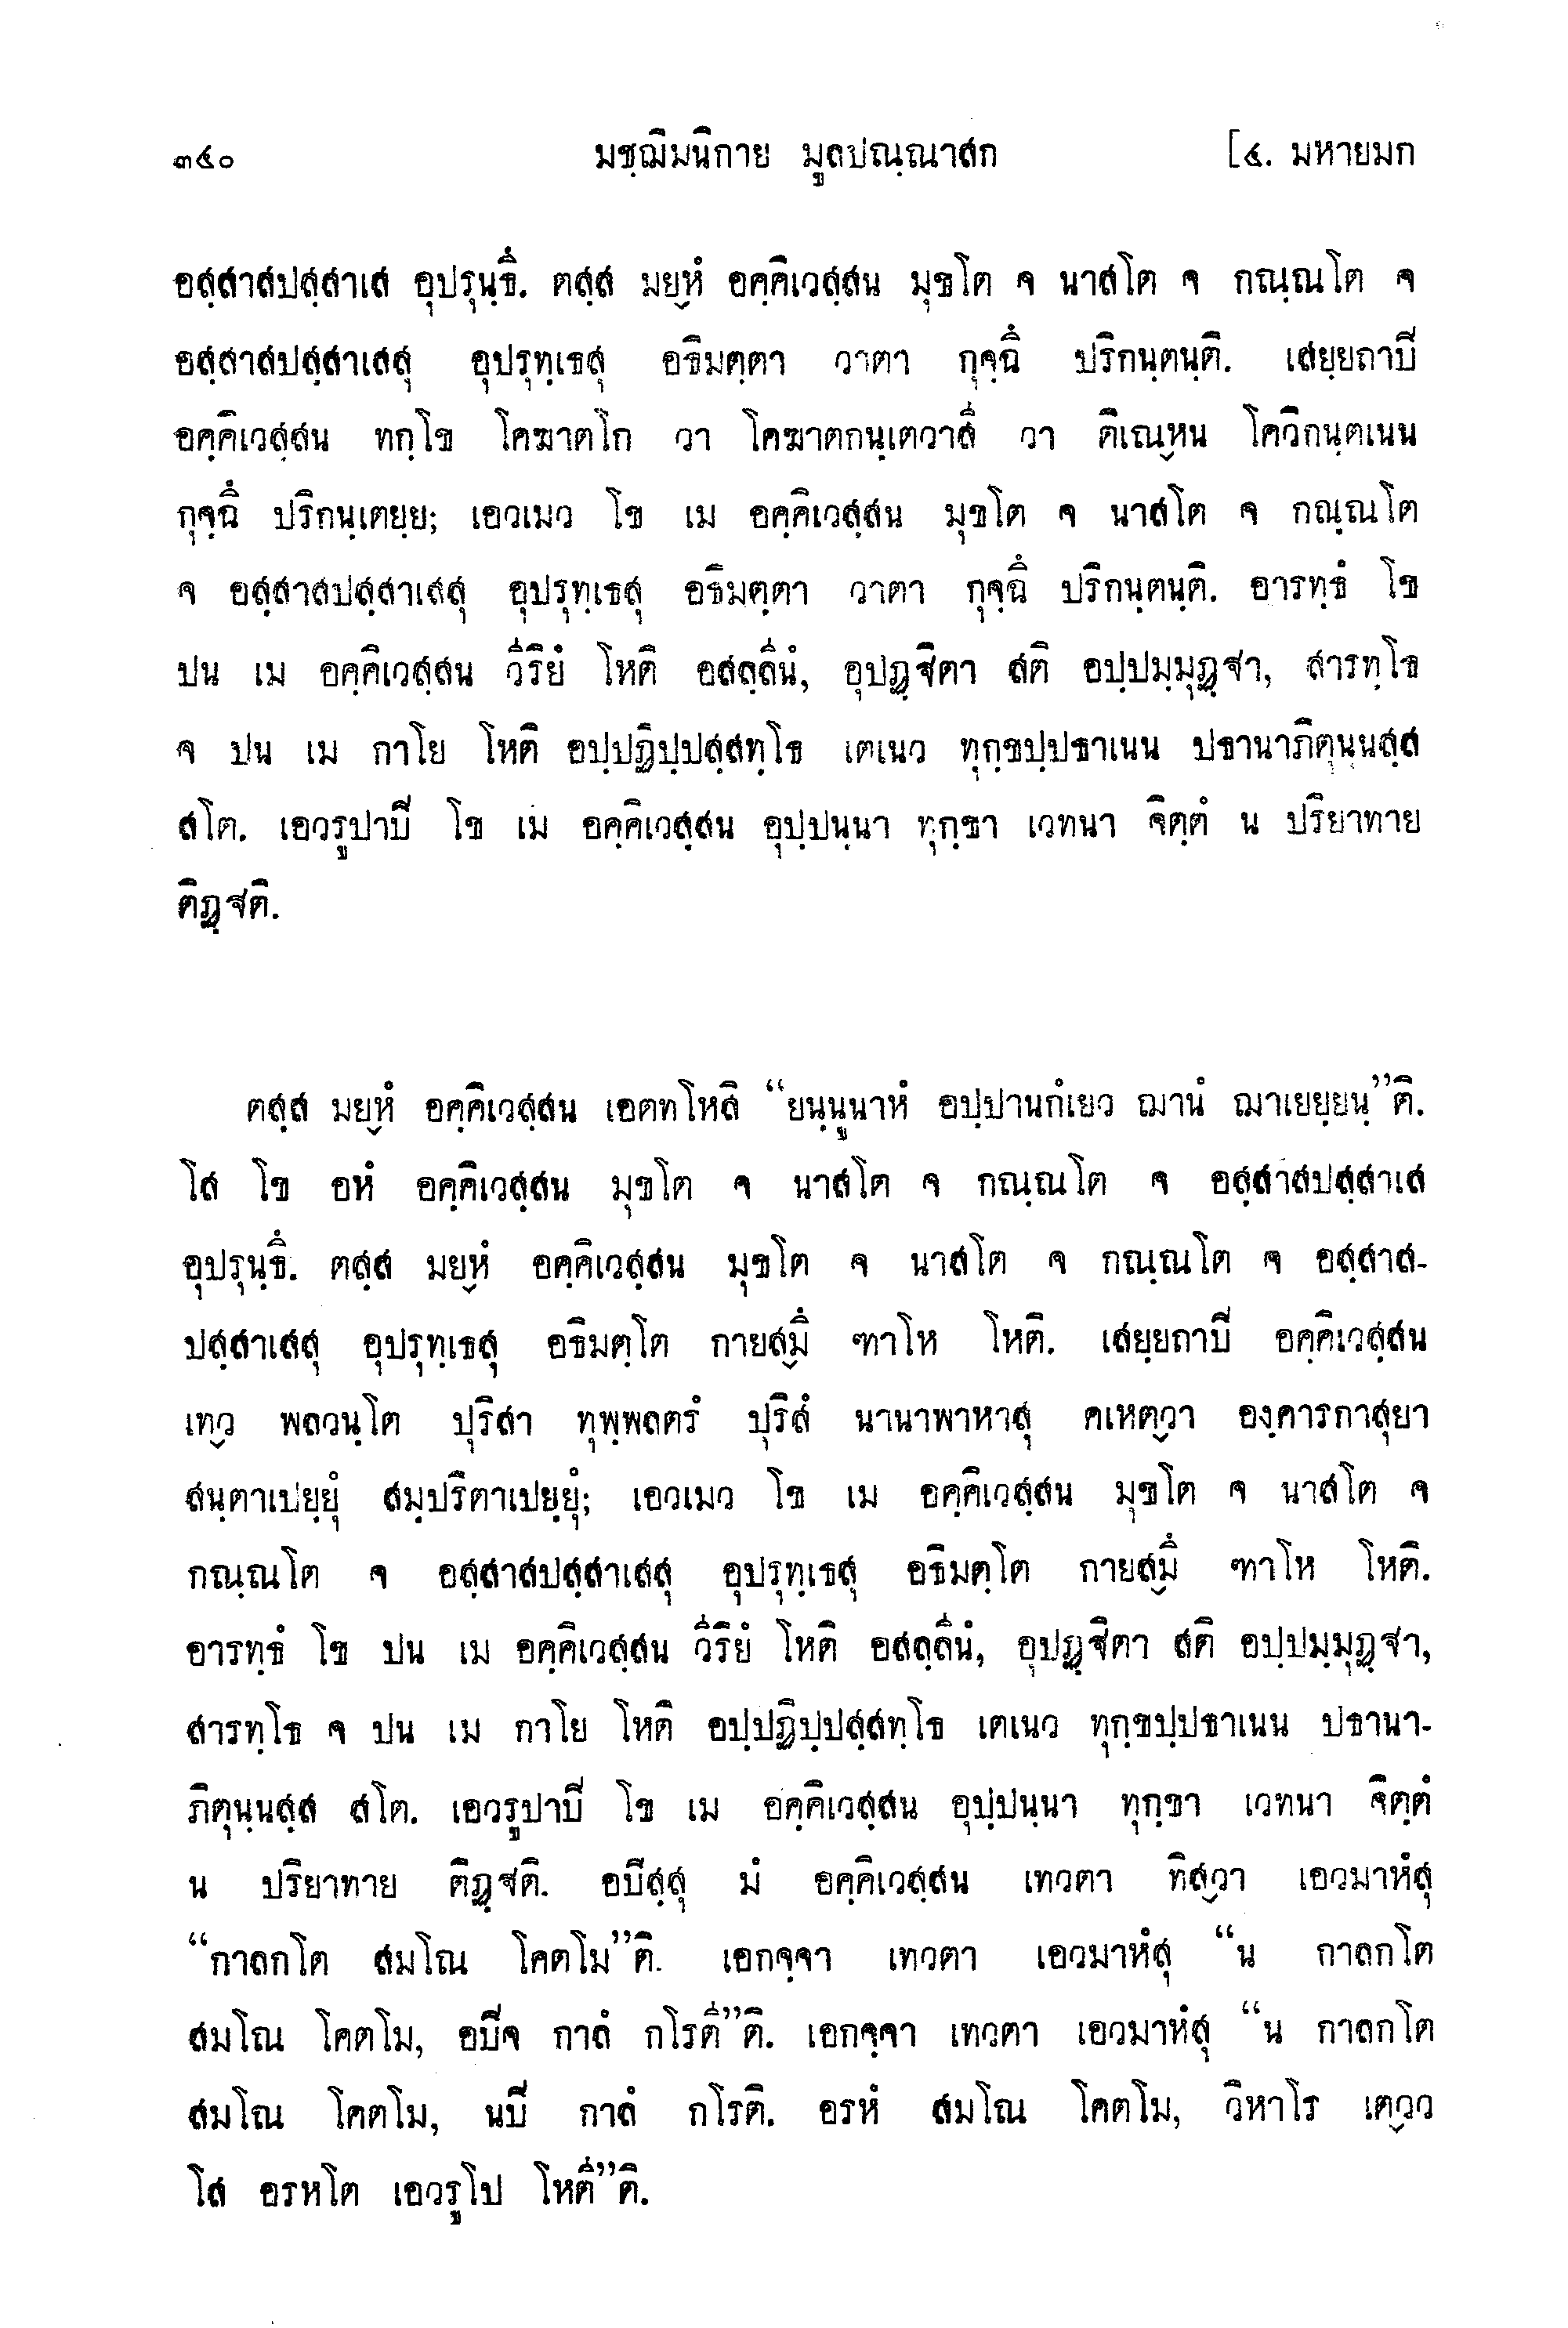 ๓๔๐ มชฺฌิมนิกาย มูลปณฺณาสก [๔. มหายมก
อสฺสาสปสฺสาเส อุปรุนฺธึ. ตสฺส มยฺหํ อคฺคิเวสฺสน มุขโต จ นาสโต จ กณฺณโต จ
อสฺสาสปสฺสาเสสุ อุปรุทฺเธสุ อธิมตฺตา วาตา กุจฺฉึ ปริกนฺตนฺติ. เสยฺยถาปิ
อคฺคิเวสฺสน ทกฺโข โคฆาตโก วา โคฆาตกนฺเตวาสี วา ติเณฺหน โควิกนฺตเนน
กุจฺฉึ ปริกนฺเตยฺย; เอวเมว โข เม อคฺคิเวสฺสน มุขโต จ นาสโต จ กณฺณโต
จ อสฺสาสปสฺสาเสสุ อุปรุทฺเธสุ อธิมตฺตา วาตา กุจฺฉึ ปริกนฺตนฺติ. อารทฺธํ โข
ปน เม อคฺคิเวสฺสน วีริยํ โหติ อสลฺลีนํ, อุปฏฺฐิตา สติ อปฺปมฺมุฏฺฐา, สารทฺโธ
จ ปน เม กาโย โหติ อปฺปฏิปฺปสฺสทฺโธ เตเนว ทุกฺขปฺปธาเนน ปธานาภิตุนฺนสฺส
สโต. เอวรูปาปิ โข เม อคฺคิเวสฺสน อุปฺปนฺนา ทุกฺขา เวทนา จิตฺตํ น ปริยาทาย
ติฏฺฐติ.
ตสฺส มยฺหํ อคฺคิเวสฺสน เอตทโหสิ “ยนฺนูนาหํ อปฺปานกํเยว ฌานํ ฌาเยยฺยนฺ”ติ.
โส โข อหํ อคฺคิเวสฺสน มุขโต จ นาสโต จ กณฺณโต จ อสฺสาสปสฺสาเส
อุปรุนฺธึ. ตสฺส มยฺหํ อคฺคิเวสฺสน มุขโต จ นาสโต จ กณฺณโต จ อสฺสาส-
ปสฺสาเสสุ อุปรุทฺเธสุ อธิมตฺโต กายสฺมึ ฑาโห โหติ. เสยฺยถาปิ อคฺคิเวสฺสน
เทฺว พลวนฺโต ปุริสา ทุพฺพลตรํ ปุริสํ นานาพาหาสุ คเหตฺวา องฺคารกาสุยา
สนฺตาเปยฺยุํ สมฺปริตาเปยฺยุํ; เอวเมว โข เม อคฺคิเวสฺสน มุขโต จ นาสโต จ
กณฺณโต จ อสฺสาสปสฺสาเสสุ อุปรุทฺเธสุ อธิมตฺโต กายสฺมึ ฑาโห โหติ.
อารทฺธํ โข ปน เม อคฺคิเวสฺสน วีริยํ โหติ อสลฺลีนํ, อุปฏฺฐิตา สติ อปฺปมฺมุฏฺฐา,
สารทฺโธ จ ปน เม กาโย โหติ อปฺปฏิปฺปสฺสทฺโธ เตเนว ทุกฺขปฺปธาเนน ปธานา-
ภิตุนฺนสฺส สโต. เอวรูปาปิ โข เม อคฺคิเวสฺสน อุปฺปนฺนา ทุกฺขา เวทนา จิตฺตํ
น ปริยาทาย ติฏฺฐติ. อปิสฺสุ มํ อคฺคิเวสฺสน เทวตา ทิสฺวา เอวมาหํสุ
“กาลกโต สมโณ โคตโม”ติ. เอกจฺจา เทวตา เอวมาหํสุ “น กาลกโต
สมโณ โคตโม, อปิจ กาลํ กโรตี”ติ. เอกจฺจา เทวตา เอวมาหํสุ “น กาลกโต
สมโณ โคตโม, นปิ กาลํ กโรติ. อรหํ สมโณ โคตโม, วิหาโร เตฺวว
โส อรหโต เอวรูโป โหตี”ติ.